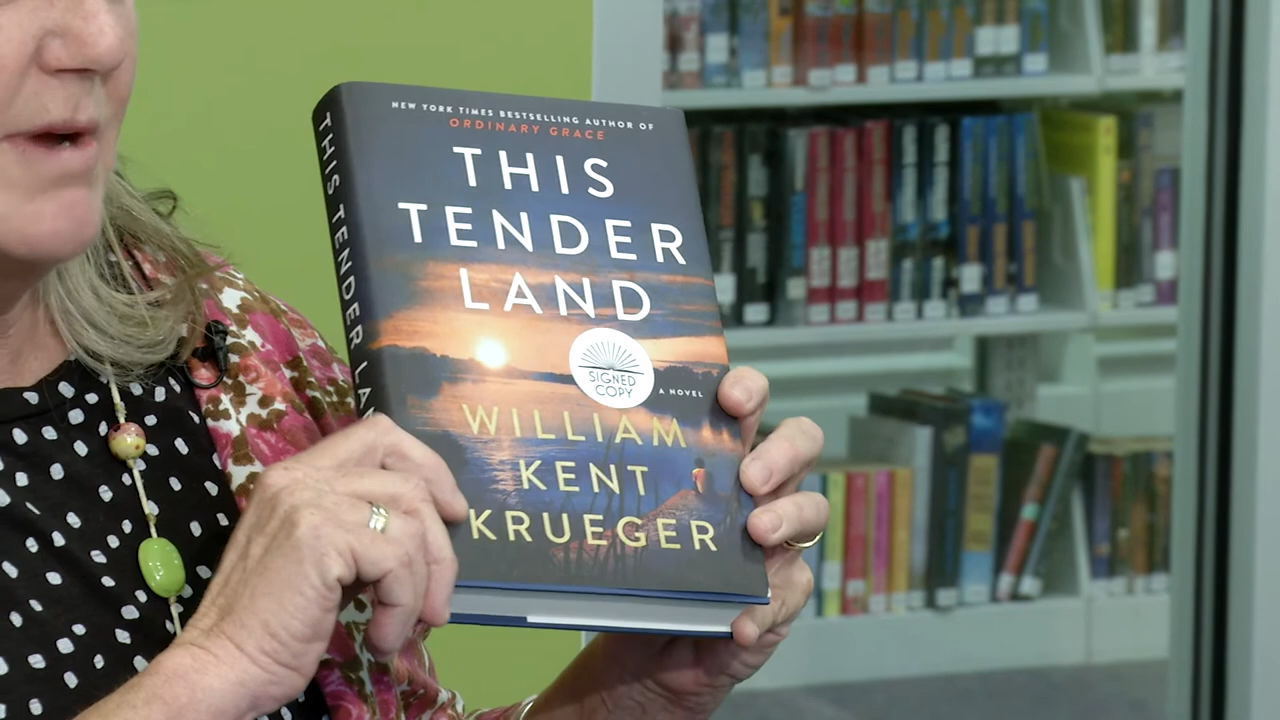 NEW YORK TIMES BESTSELLING AUTHOR OF
ORDINARY GRACE
THIS
TENDER
LAND
SIGNED
COPY
A NOVEL
WILLIAM
KENT
KRUEGER
THIS TENDER LA